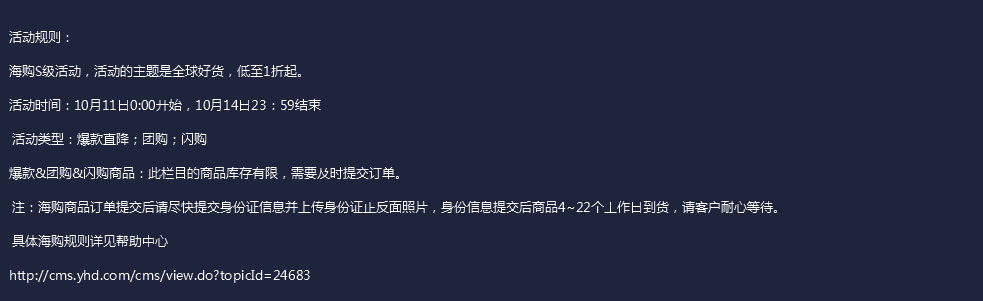 活动规则：
海购S级活动，活动的主题是全球好货，低至1折起。
活动时间：10月11日0:00开始，10月14日23：59结束
活动类型：爆款直降；团购；闪购
爆款&团购&闪购商品：此栏目的商品库存有限，需要及时提交订单。
注：海购商品订单提交后请尽快提交身份证信息并上传身份证正反面照片，身份信息提交后商品4~22个工作日到货，请客户耐心等待。
具体海购规则详见帮助中心
http://cms.yhd.com/cms/view.do?topicId=24683